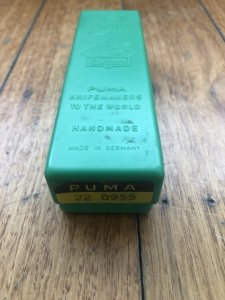 PUMA
KNIFEMAKERS
TO THE WORLD
HANDMADE
MADE IN GERMANY
PUMA
22 0955